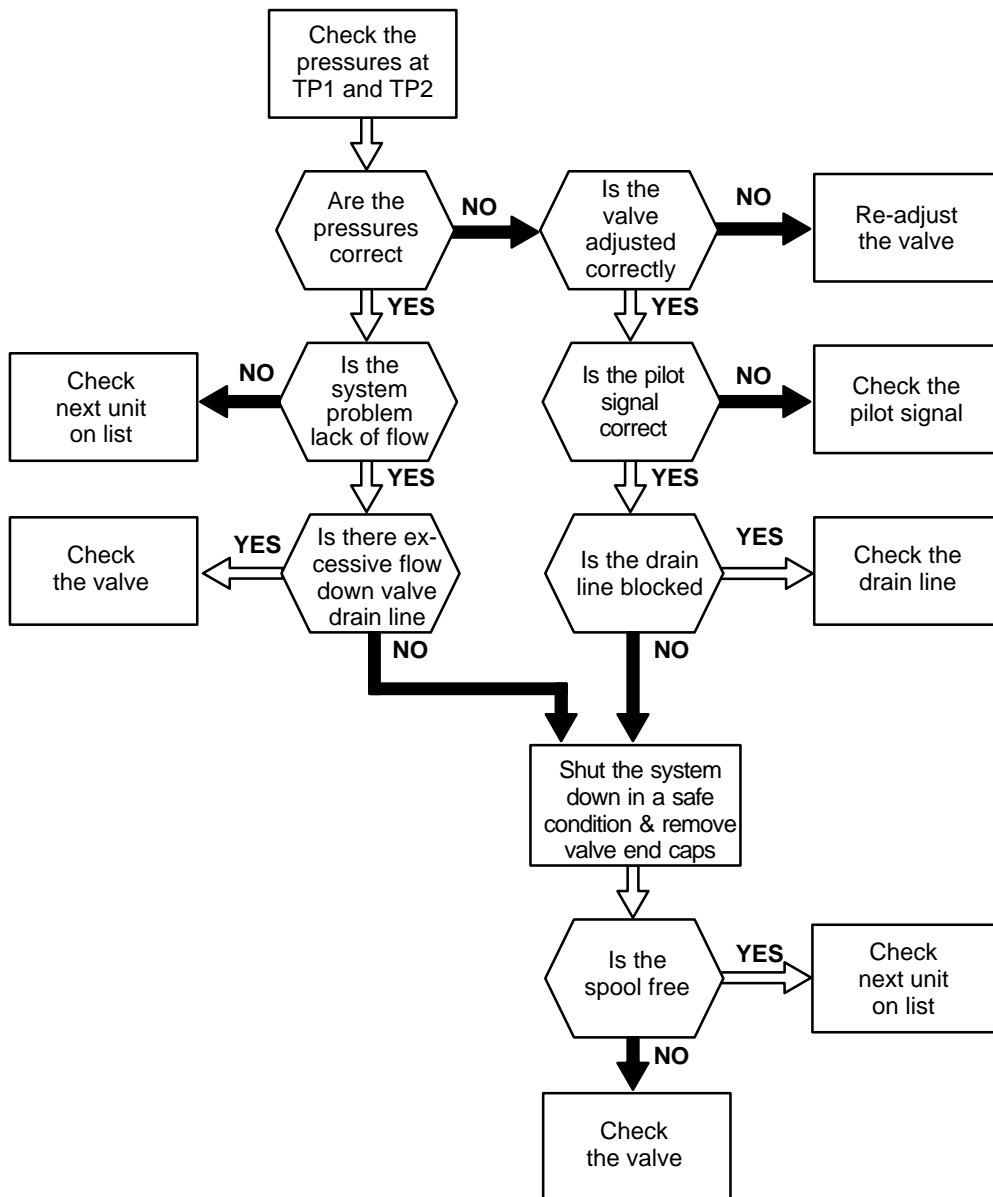 Check the
pressures at
TP1 and TP2
Are the
pressures
correct
NO
Is the
valve
adjusted
correctly
NO
Re-adjust
the valve
YES
YES
Check
next unit
on list
NO
Is the
system
problem
lack of flow
Is the pilot
signal
correct
NO
Check the
pilot signal
YES
YES
Check
the valve
YES
Is there ex-
cessive flow
down valve
drain line
Is the drain
line blocked
YES
Check the
drain line
NO
NO
Shut the system
down in a safe
condition & remove
valve end caps
Is the
spool free
YES
Check
next unit
on list
NO
Check
the valve